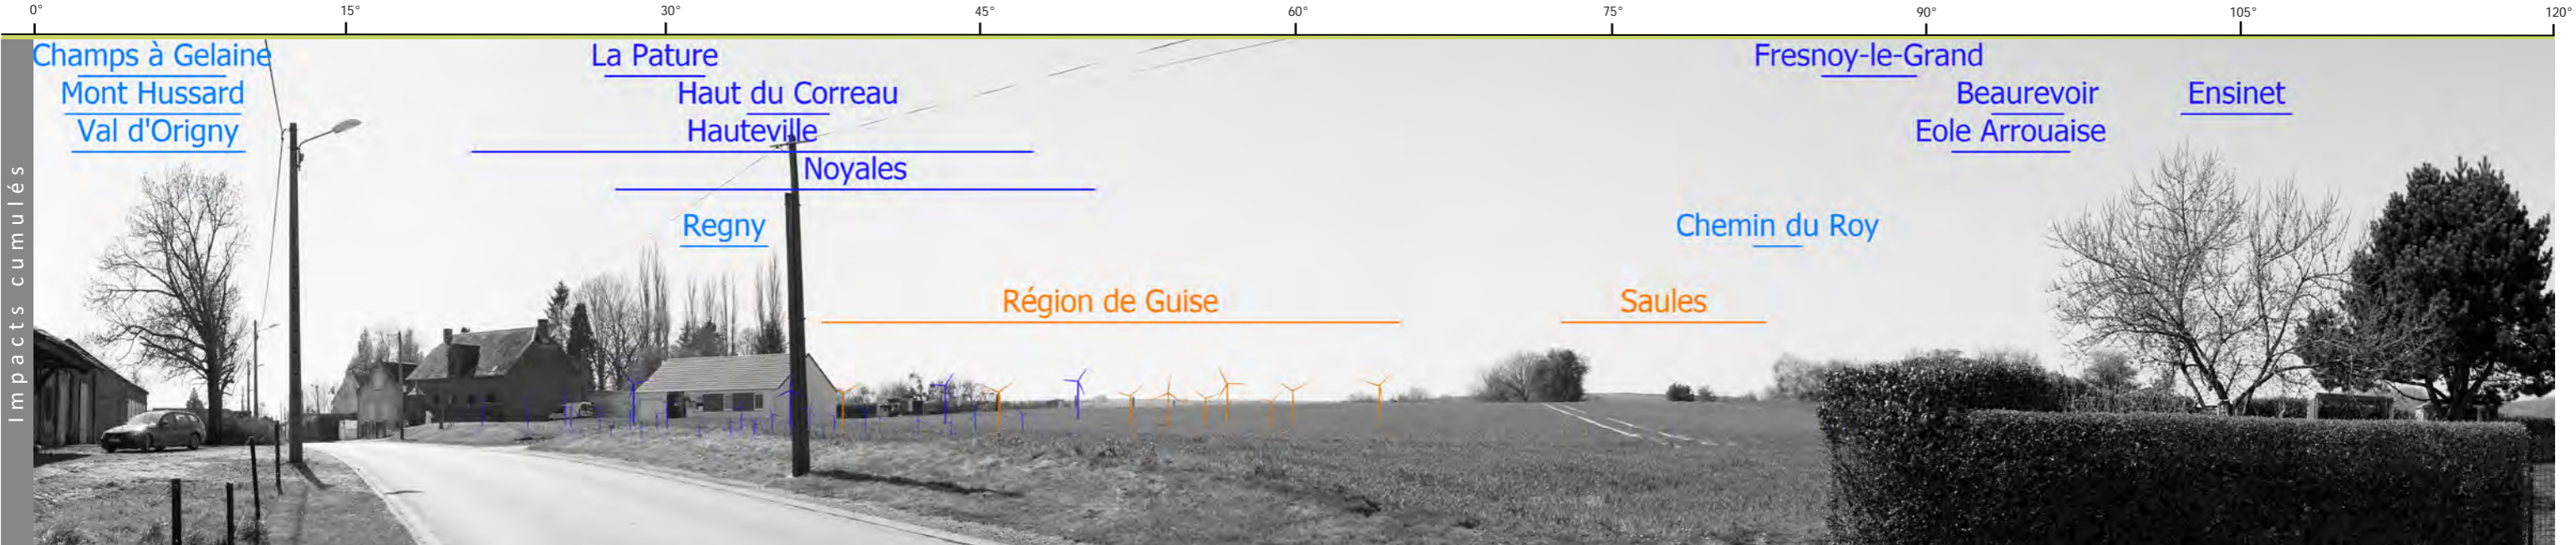 0° 15° 30° 45° 60° 75° 90° 105° 120°
Impacts cumulés
Champs à Gelaine
Mont Hussard
Val d'Origny
La Pature
Haut du Correau
Hauteville
Noyales
Regny
Région de Guise
Saules
Chemin du Roy
Fresnoy-le-Grand
Beaurevoir
Eole Arrouaise
Ensinet